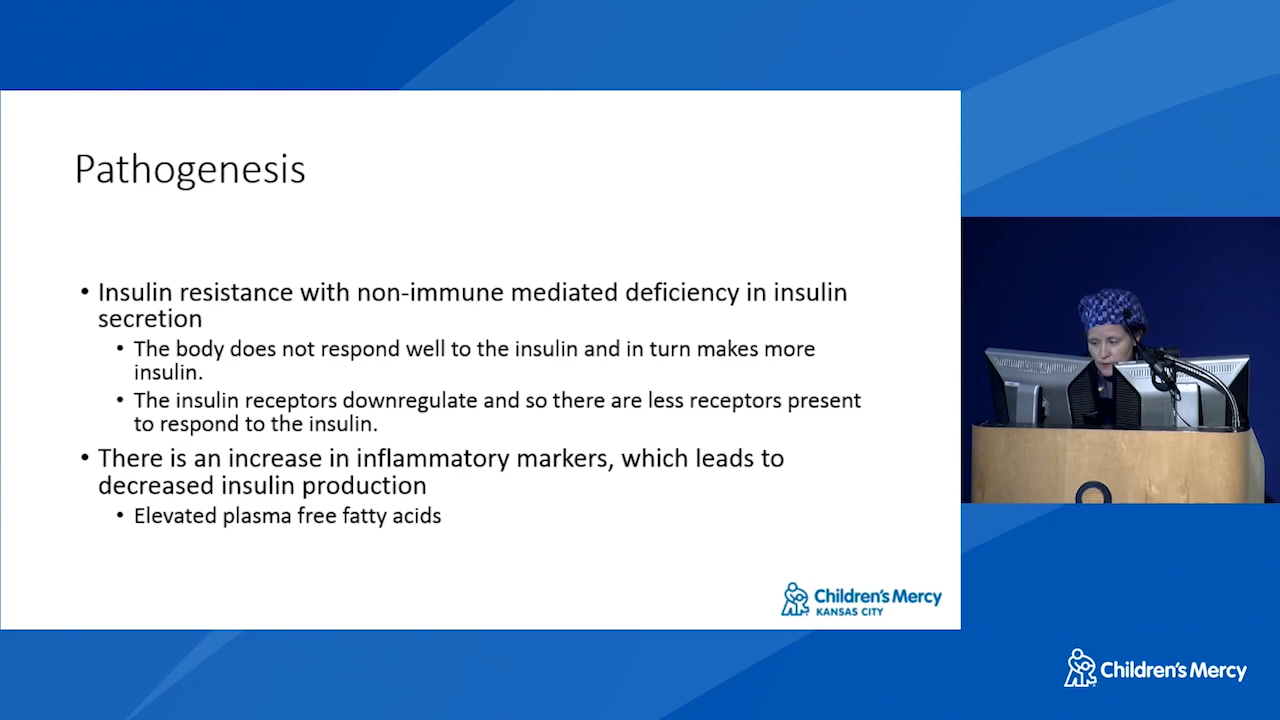 Pathogenesis
• Insulin resistance with non-immune mediated deficiency in insulin
secretion
• The body does not respond well to the insulin and in turn makes more
insulin.
• The insulin receptors downregulate and so there are less receptors present
to respond to the insulin.
• There is an increase in inflammatory markers, which leads to
decreased insulin production
• Elevated plasma free fatty acids
Children's Mercy
KANSAS CITY
Children's Mercy